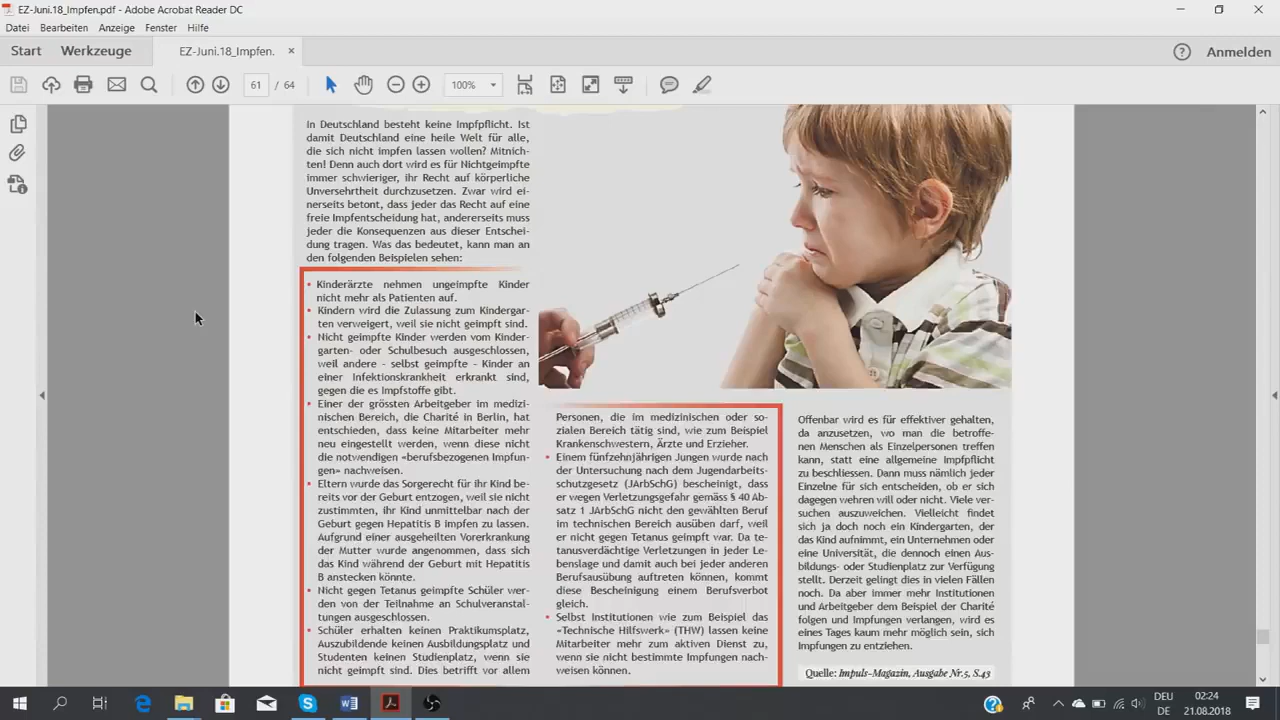 EZ-Juni.18_Impfen.pdf - Adobe Acrobat Reader DC
Datei Bearbeiten Anzeige Fenster Hilfe
Start Werkzeuge EZ-Juni.18_Impfen. × ? Anmelden
61 / 64 100%
In Deutschland besteht keine Impfpflicht. Ist
damit Deutschland eine heile Welt für alle,
die sich nicht impfen lassen wollen? Mitnich-
ten! Denn auch dort wird es für Nichtgeimpfte
immer schwieriger, ihr Recht auf körperliche
Unversehrtheit durchzusetzen. Zwar wird ei-
nerseits betont, dass jeder das Recht auf eine
freie Impfentscheidung hat, andererseits muss
jeder die Konsequenzen aus dieser Entschei-
dung tragen. Was das bedeutet, kann man an
den folgenden Beispielen sehen:
• Kinderärzte nehmen ungeimpfte Kinder
nicht mehr als Patienten auf.
• Kindern wird die Zulassung zum Kindergar-
ten verweigert, weil sie nicht geimpft sind.
• Nicht geimpfte Kinder werden vom Kinder-
garten- oder Schulbesuch ausgeschlossen,
weil andere - selbst geimpfte - Kinder an
einer Infektionskrankheit erkrankt sind,
gegen die es Impfstoffe gibt.
• Einer der grössten Arbeitgeber im medizi-
nischen Bereich, die Charité in Berlin, hat
entschieden, dass keine Mitarbeiter mehr
neu eingestellt werden, wenn diese nicht
die notwendigen «berufsbezogenen Impfun-
gen» nachweisen.
• Eltern wurde das Sorgerecht für ihr Kind be-
reits vor der Geburt entzogen, weil sie nicht
zustimmten, ihr Kind unmittelbar nach der
Geburt gegen Hepatitis B impfen zu lassen.
Aufgrund einer ausgeheilten Vorerkrankung
der Mutter wurde angenommen, dass sich
das Kind während der Geburt mit Hepatitis
B anstecken könnte.
• Nicht gegen Tetanus geimpfte Schüler wer-
den von der Teilnahme an Schulveranstal-
tungen ausgeschlossen.
• Schüler erhalten keinen Praktikumsplatz,
Auszubildende keinen Ausbildungsplatz und
Studenten keinen Studienplatz, wenn sie
nicht geimpft sind. Dies betrifft vor allem
Personen, die im medizinischen oder so-
zialen Bereich tätig sind, wie zum Beispiel
Krankenschwestern, Ärzte und Erzieher.
• Einem fünfzehnjährigen Jungen wurde nach
der Untersuchung nach dem Jugendarbeits-
schutzgesetz (JArbSchG) bescheinigt, dass
er wegen Verletzungsgefahr gemäss § 40 Ab-
satz 1 JArbSchG nicht den gewählten Beruf
im technischen Bereich ausüben darf, weil
er nicht gegen Tetanus geimpft war. Da te-
tanusverdächtige Verletzungen in jeder Le-
benslage und damit auch bei jeder anderen
Berufsausübung auftreten können, kommt
diese Bescheinigung einem Berufsverbot
gleich.
• Selbst Institutionen wie zum Beispiel das
«Technische Hilfswerk» (THW) lassen keine
Mitarbeiter mehr zum aktiven Dienst zu,
wenn sie nicht bestimmte Impfungen nach-
weisen können.
Offenbar wird es für effektiver gehalten,
da anzusetzen, wo man die betroffe-
nen Menschen als Einzelpersonen treffen
kann, statt eine allgemeine Impfpflicht
zu beschliessen. Dann muss nämlich jeder
Einzelne für sich entscheiden, ob er sich
dagegen wehren will oder nicht. Viele ver-
suchen auszuweichen. Vielleicht findet
sich ja doch noch ein Kindergarten, der
das Kind aufnimmt, ein Unternehmen oder
eine Universität, die dennoch einen Aus-
bildungs- oder Studienplatz zur Verfügung
stellt. Derzeit gelingt dies in vielen Fällen
noch. Da aber immer mehr Institutionen
und Arbeitgeber dem Beispiel der Charité
folgen und Impfungen verlangen, wird es
eines Tages kaum mehr möglich sein, sich
Impfungen zu entziehen.
Quelle: Impuls-Magazin, Ausgabe Nr.5, S.43
DEU 02:24
DE 21.08.2018